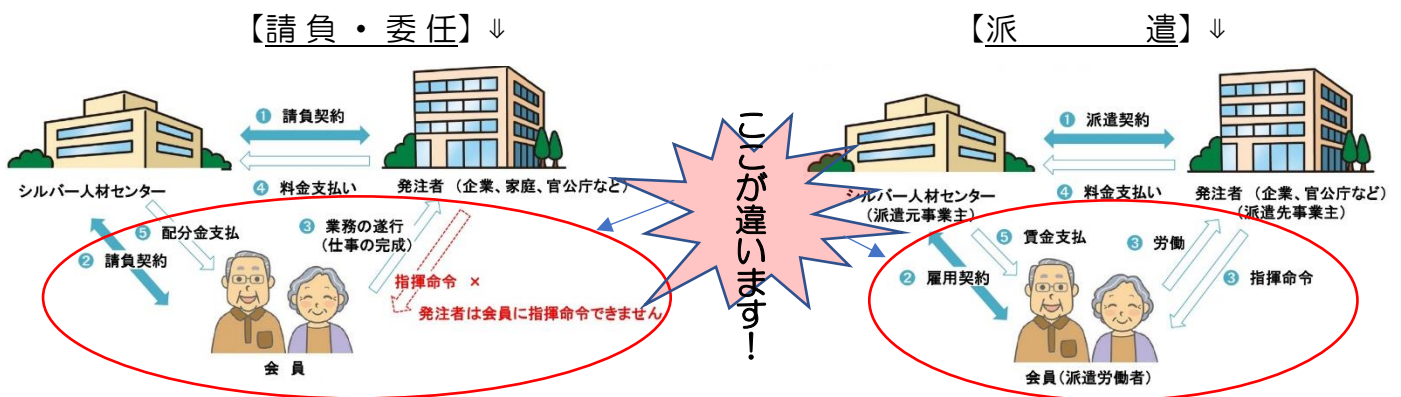 【請負・委任】⇓
❶ 請負契約
❹ 料金支払い
シルバー人材センター
発注者 （企業、家庭、官公庁など）
❺ 配分金支払
❸ 業務の遂行
（仕事の完成）
❷ 請負契約
指揮命令 ×
発注者は会員に指揮命令できません
会 員
ここが違います！
【派 遣】⇓
❶ 派遣契約
❹ 料金支払い
シルバー人材センター
（派遣元事業主）
発注者 （企業、官公庁など）
（派遣先事業主）
❺ 賃金支払
❸ 労働
❷ 雇用契約
❸ 指揮命令
会員（派遣労働者）